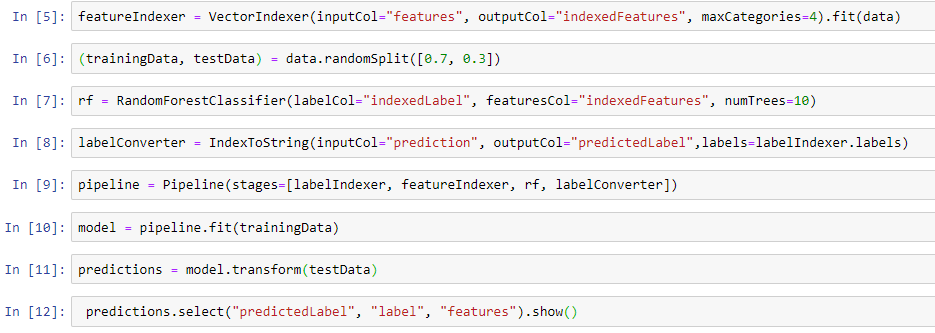 In [5]: featureIndexer = VectorIndexer(inputCol="features", outputCol="indexedFeatures", maxCategories=4).fit(data)
In [6]: (trainingData, testData) = data.randomSplit([0.7, 0.3])
In [7]: rf = RandomForestClassifier(labelCol="indexedLabel", featuresCol="indexedFeatures", numTrees=10)
In [8]: labelConverter = IndexToString(inputCol="prediction", outputCol="predictedLabel",labels=labelIndexer.labels)
In [9]: pipeline = Pipeline(stages=[labelIndexer, featureIndexer, rf, labelConverter])
In [10]: model = pipeline.fit(trainingData)
In [11]: predictions = model.transform(testData)
In [12]: predictions.select("predictedLabel", "label", "features").show()